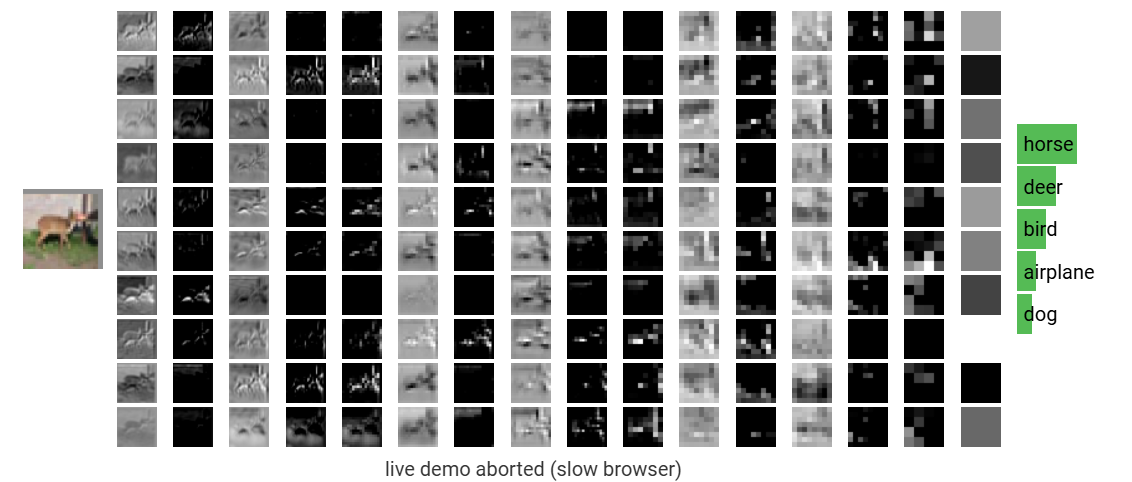 horse
deer
bird
airplane
dog
live demo aborted (slow browser)